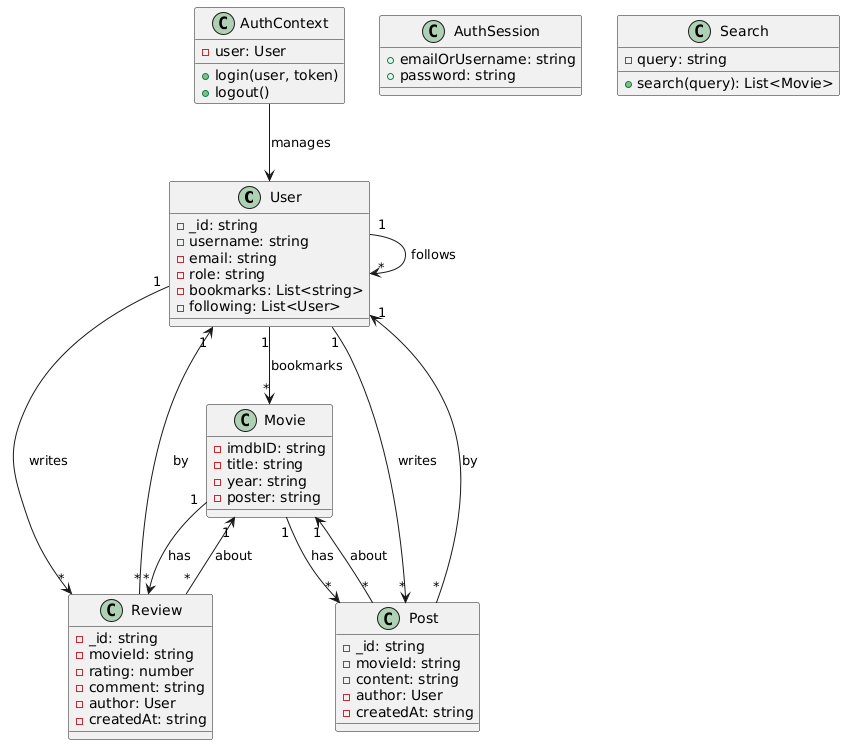 C AuthContext
user: User
login(user, token)
logout()
C AuthSession
emailOrUsername: string
password: string
C Search
query: string
search(query): List<Movie>
manages
C User
_id: string
username: string
email: string
role: string
bookmarks: List<string>
following: List<User>
1
*
follows
1
1
1
1
1
bookmarks
*
writes
by
writes
by
C Movie
imdbID: string
title: string
year: string
poster: string
1
1
1
1
has
about
has
about
*
*
*
*
*
*
*
*
C Review
_id: string
movieId: string
rating: number
comment: string
author: User
createdAt: string
C Post
_id: string
movieId: string
content: string
author: User
createdAt: string